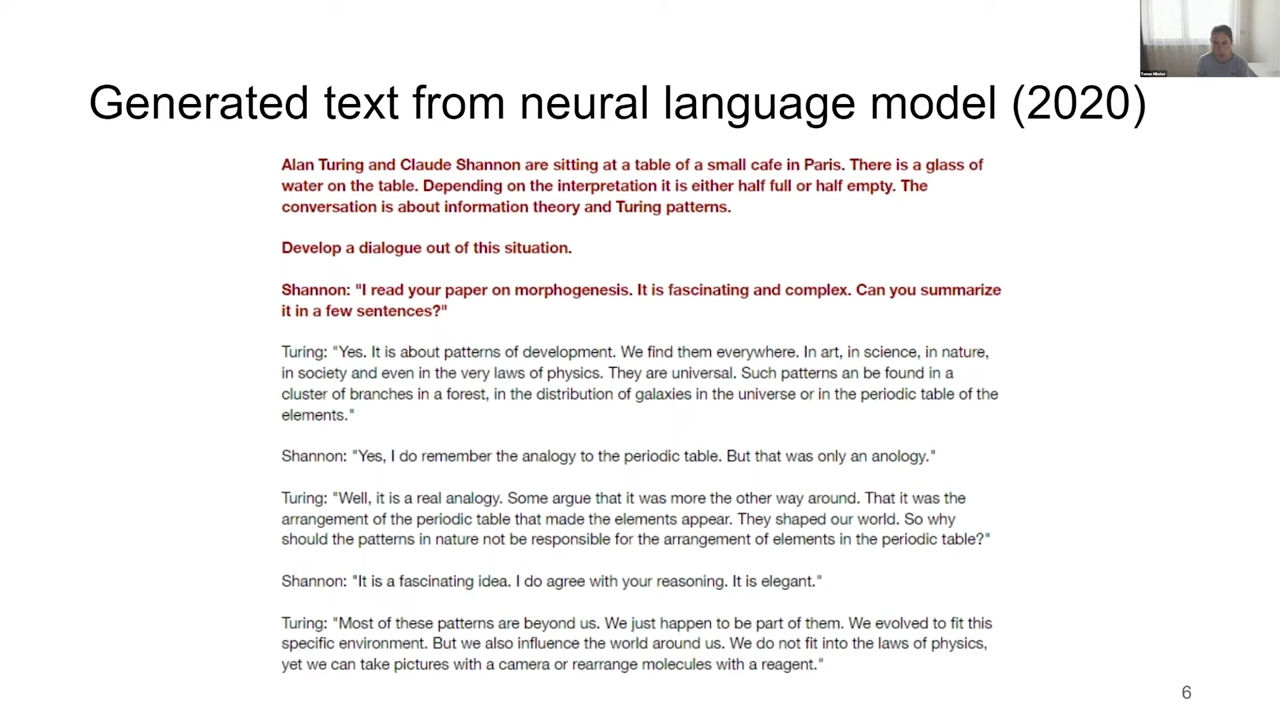 Generated text from neural language model (2020)
Alan Turing and Claude Shannon are sitting at a table of a small cafe in Paris. There is a glass of
water on the table. Depending on the interpretation it is either half full or half empty. The
conversation is about information theory and Turing patterns.
Develop a dialogue out of this situation.
Shannon: "I read your paper on morphogenesis. It is fascinating and complex. Can you summarize
it in a few sentences?"
Turing: "Yes. It is about patterns of development. We find them everywhere. In art, in science, in nature,
in society and even in the very laws of physics. They are universal. Such patterns an be found in a
cluster of branches in a forest, in the distribution of galaxies in the universe or in the periodic table of the
elements."
Shannon: "Yes, I do remember the analogy to the periodic table. But that was only an anology."
Turing: "Well, it is a real analogy. Some argue that it was more the other way around. That it was the
arrangement of the periodic table that made the elements appear. They shaped our world. So why
should the patterns in nature not be responsible for the arrangement of elements in the periodic table?"
Shannon: "It is a fascinating idea. I do agree with your reasoning. It is elegant."
Turing: "Most of these patterns are beyond us. We just happen to be part of them. We evolved to fit this
specific environment. But we also influence the world around us. We do not fit into the laws of physics,
yet we can take pictures with a camera or rearrange molecules with a reagent."
6